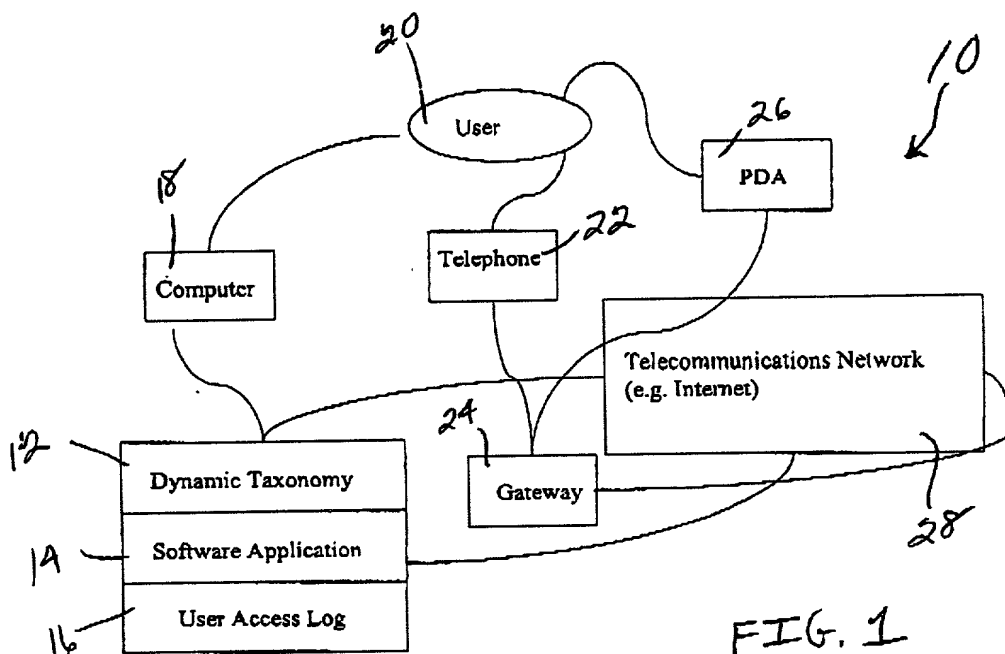 20
10
User
26
PDA
18
22
Telephone
Computer
Telecommunications Network
(e.g. Internet)
24
12
Dynamic Taxonomy
Gateway
28
14
Software Application
16
User Access Log
FIG. 1